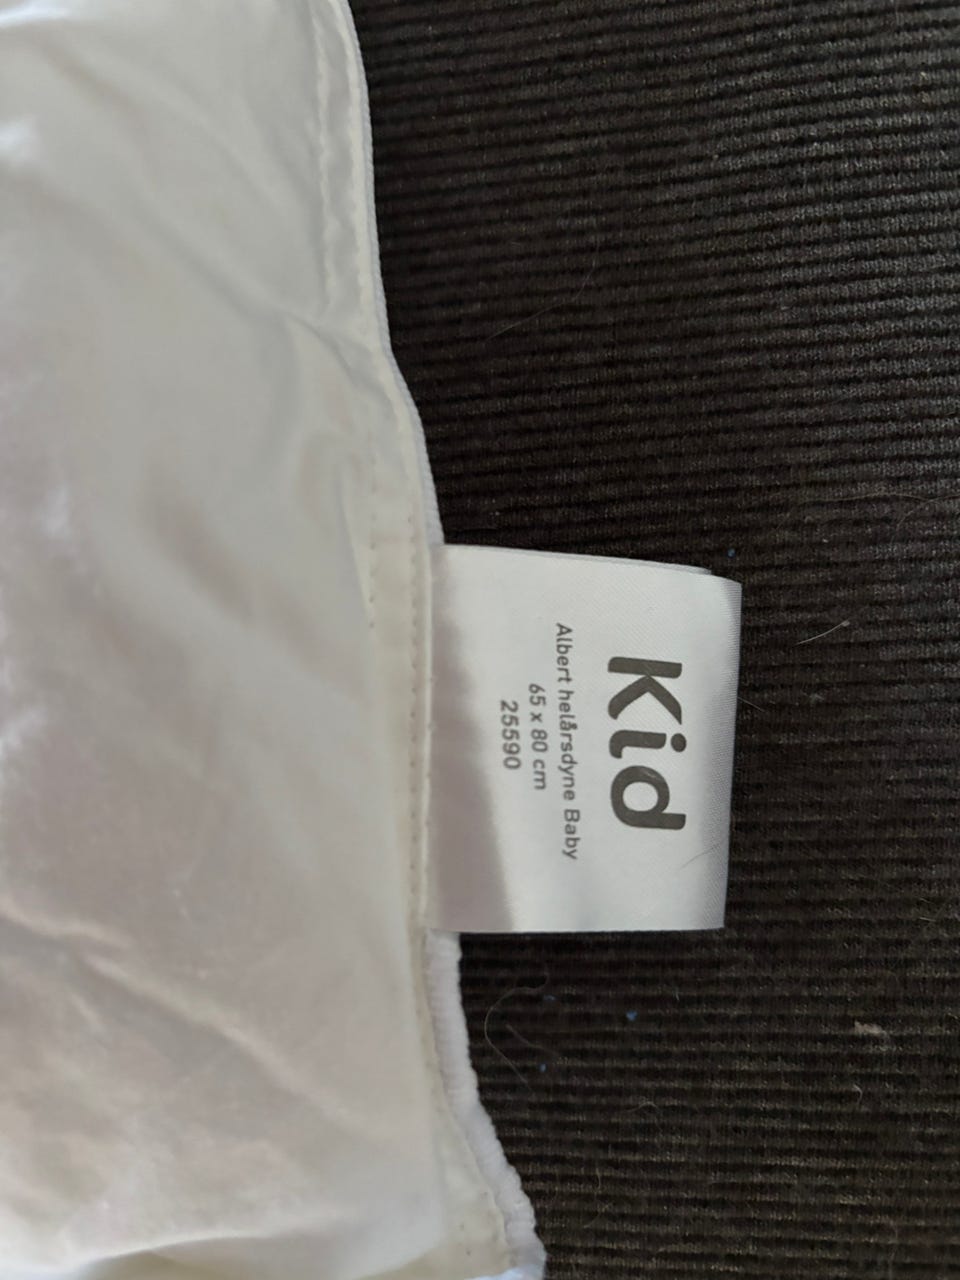 Kid
Albert helårsdyne Baby
65 x 80 cm
25590